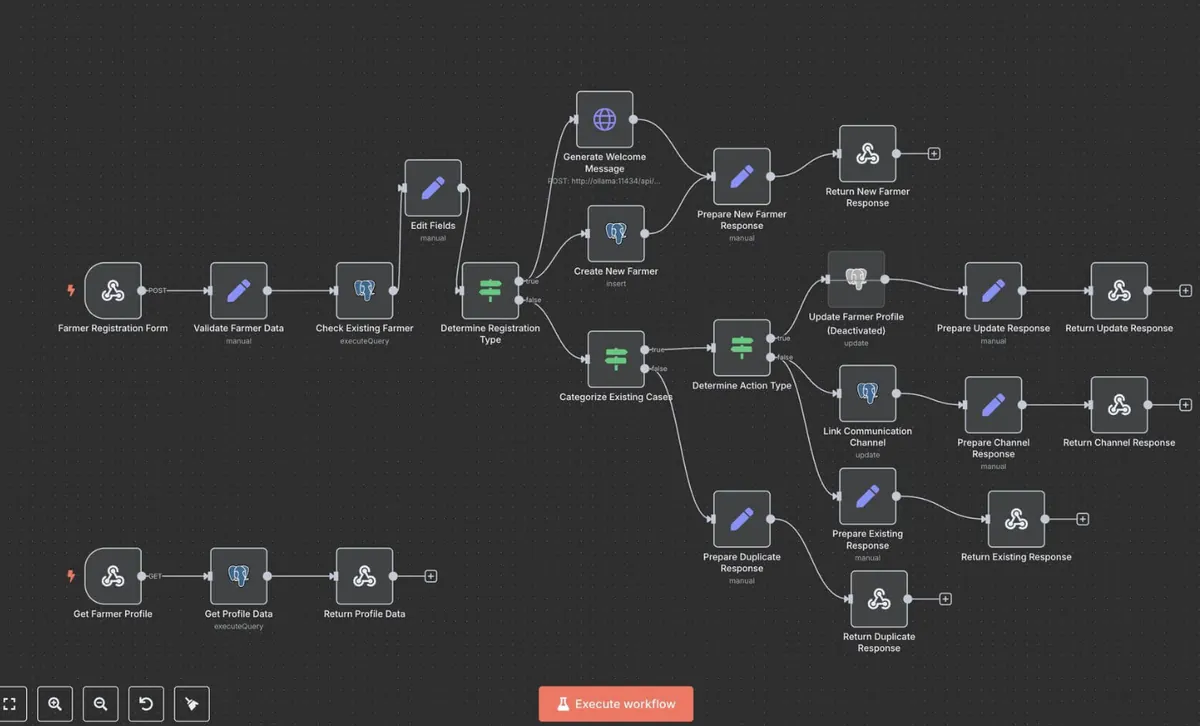 Generate Welcome
Message
POST: http://ollama:11434/api/...
Return New Farmer
Response
Prepare New Farmer
Response
manual
Edit Fields
manual
Create New Farmer
insert
POST
Farmer Registration Form
Validate Farmer Data
manual
Check Existing Farmer
executeQuery
true
false
Determine Registration
Type
Update Farmer Profile
(Deactivated)
update
Prepare Update Response
manual
Return Update Response
true
false
Categorize Existing Cases
true
false
Determine Action Type
Link Communication
Channel
update
Prepare Channel
Response
manual
Return Channel Response
Prepare Existing
Response
manual
Return Existing Response
Prepare Duplicate
Response
manual
Return Duplicate
Response
GET
Get Farmer Profile
Get Profile Data
executeQuery
Return Profile Data
Execute workflow